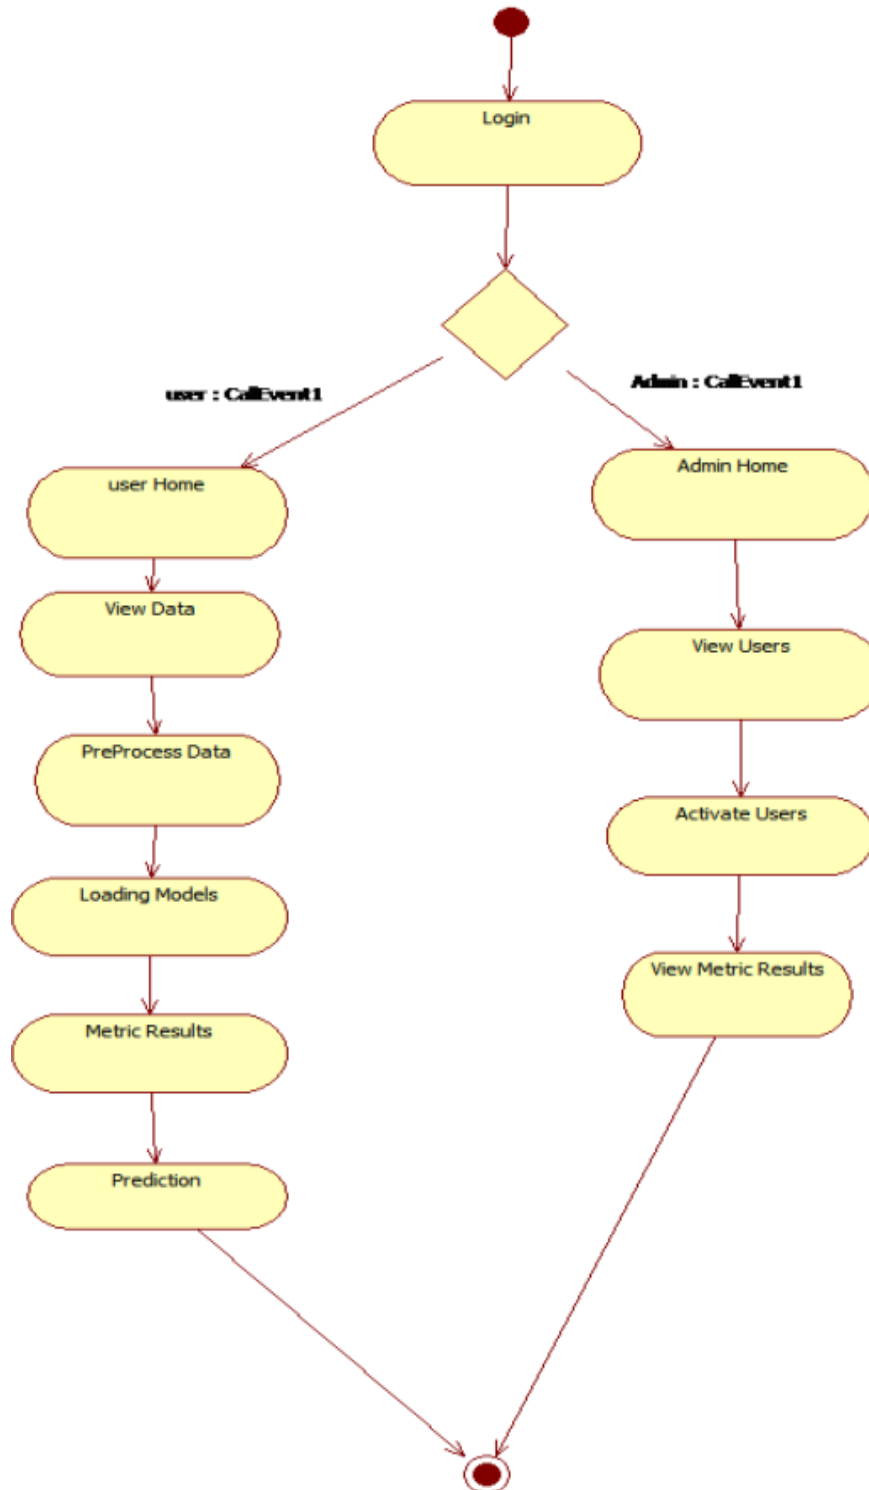 Login
user : CallEvent1
Admin : CallEvent1
user Home
Admin Home
View Data
View Users
PreProcess Data
Activate Users
Loading Models
View Metric Results
Metric Results
Prediction